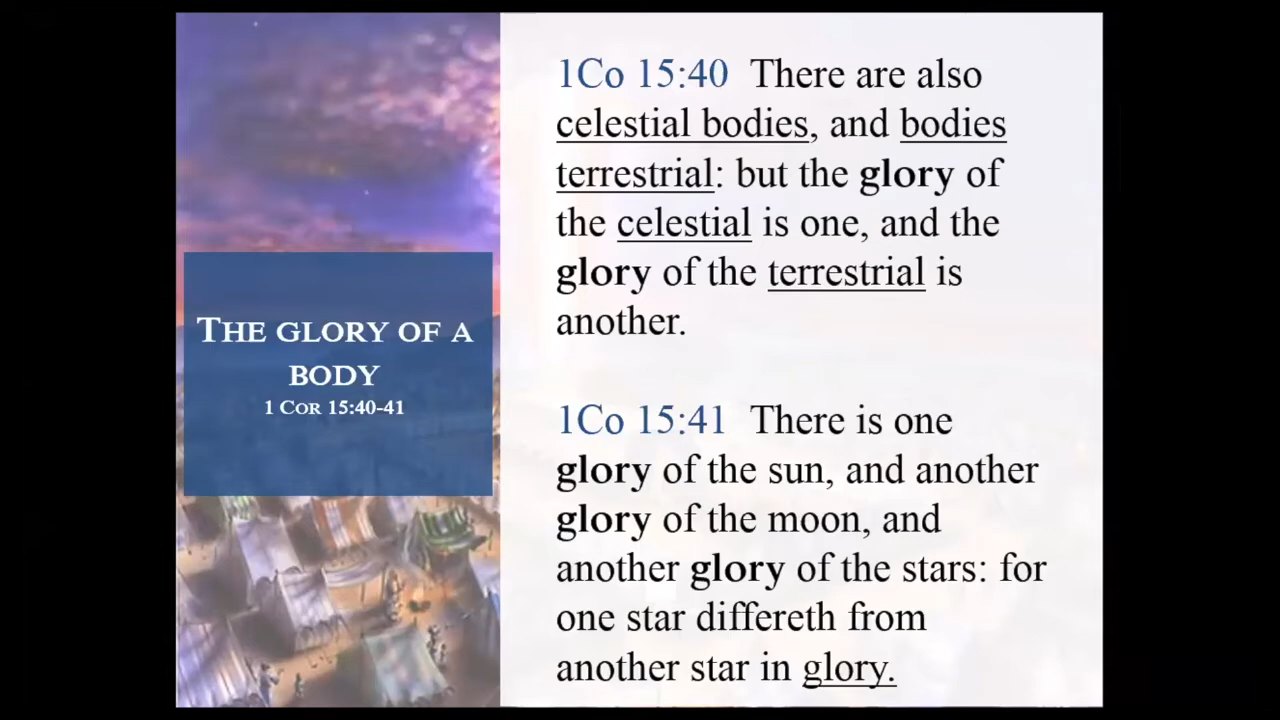 THE GLORY OF A
BODY
1 COR 15:40-41
1Co 15:40 There are also
celestial bodies, and bodies
terrestrial: but the glory of
the celestial is one, and the
glory of the terrestrial is
another.
1Co 15:41 There is one
glory of the sun, and another
glory of the moon, and
another glory of the stars: for
one star differeth from
another star in glory.